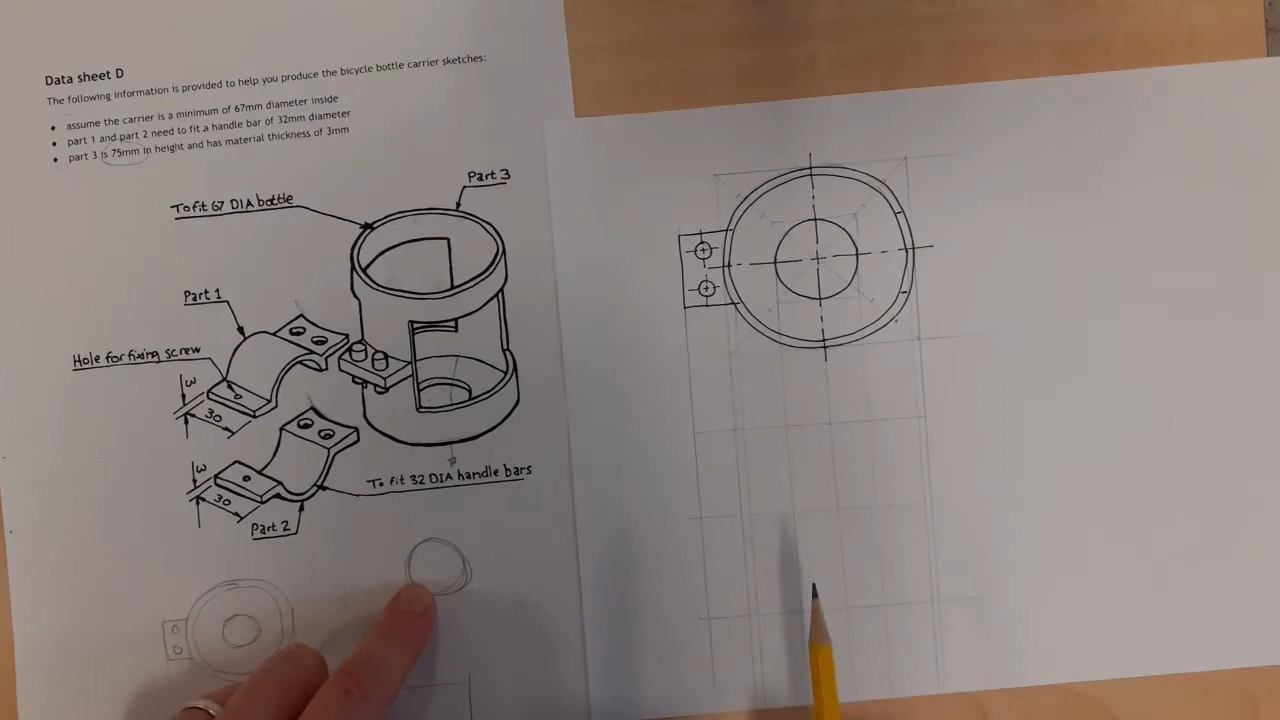 Data sheet D
The following information is provided to help you produce the bicycle bottle carrier sketches:
♦ assume the carrier is a minimum of 67mm diameter inside
♦ part 1 and part 2 need to fit a handle bar of 32mm diameter
♦ part 3 is 75mm in height and has material thickness of 3mm
Part 3
To fit 67 DIA bottle
Part 1
Hole for fixing screw
3
30
3
30
To fit 32 DIA handle bars
Part 2